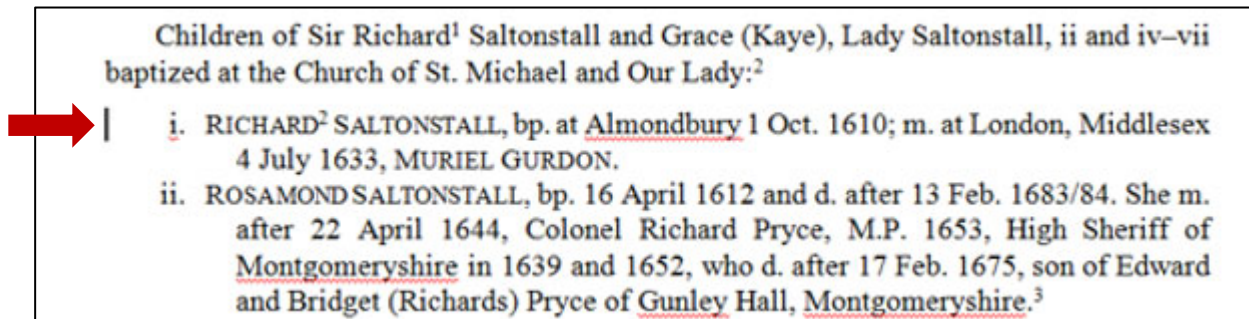 Children of Sir Richard¹ Saltonstall and Grace (Kaye), Lady Saltonstall, ii and iv–vii
baptized at the Church of St. Michael and Our Lady:²
i. RICHARD² SALTONSTALL, bp. at Almondbury 1 Oct. 1610; m. at London, Middlesex
4 July 1633, MURIEL GURDON.
ii. ROSAMOND SALTONSTALL, bp. 16 April 1612 and d. after 13 Feb. 1683/84. She m.
after 22 April 1644, Colonel Richard Pryce, M.P. 1653, High Sheriff of
Montgomeryshire in 1639 and 1652, who d. after 17 Feb. 1675, son of Edward
and Bridget (Richards) Pryce of Gunley Hall, Montgomeryshire.³